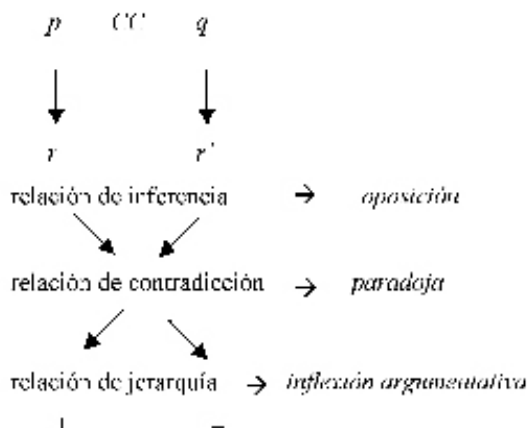 p CC q
r r'
relación de inferencia → oposición
relación de contradicción → paradoja
relación de jerarquía → inflexión argumentativa
+ –